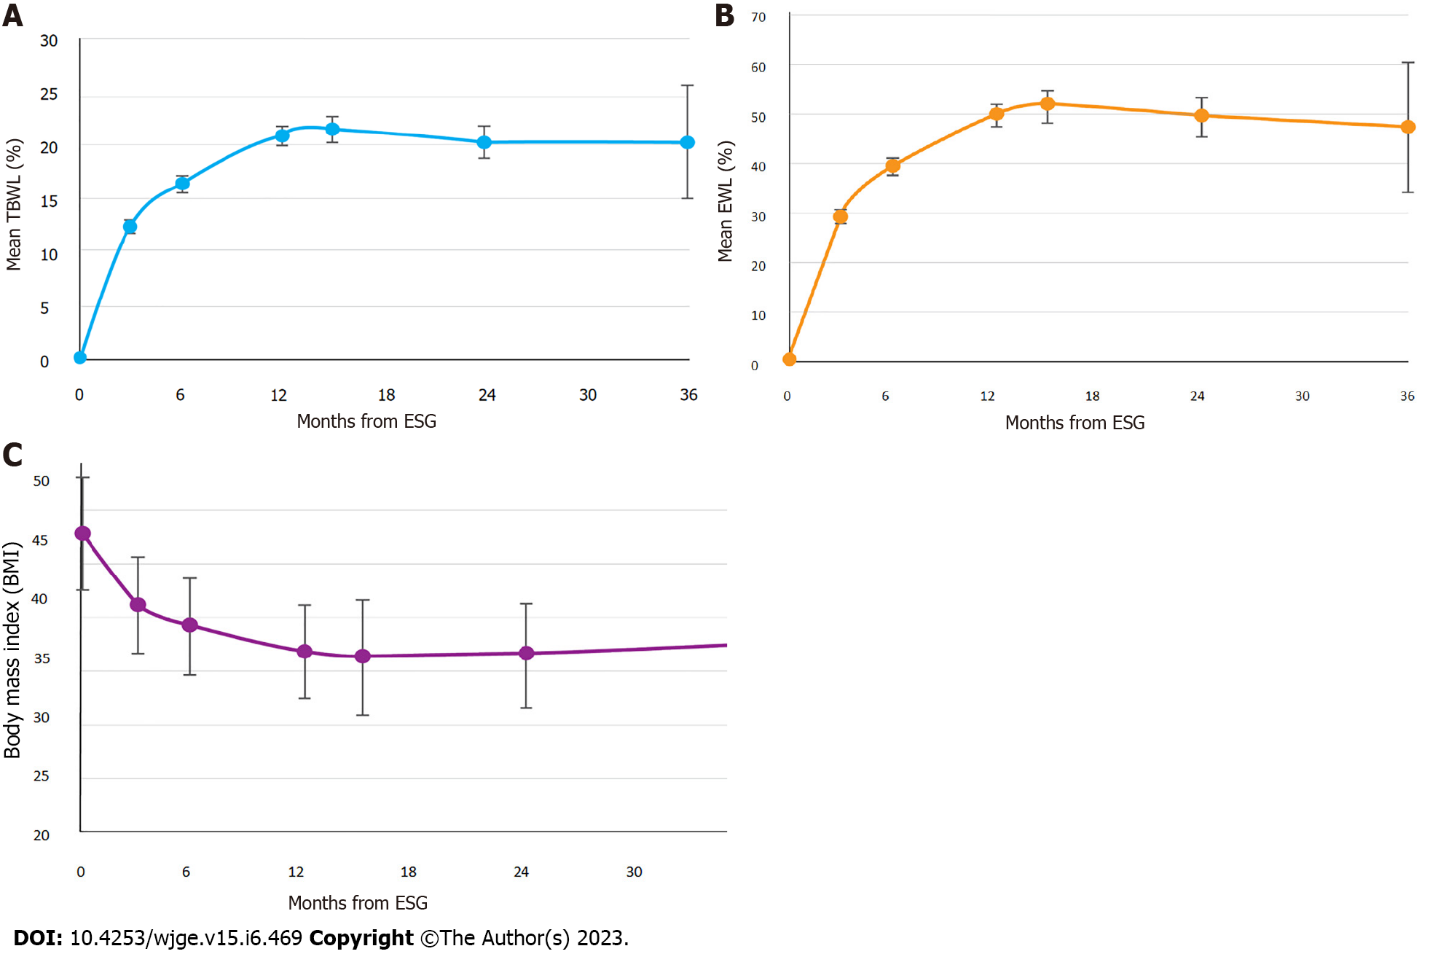 A
30
25
20
15
10
5
0
Mean TBWL (%)
0 6 12 18 24 30 36
Months from ESG
B
70
60
50
40
30
20
10
0
Mean EWL (%)
0 6 12 18 24 30 36
Months from ESG
C
50
45
40
35
30
25
20
Body mass index (BMI)
0 6 12 18 24 30
Months from ESG
DOI: 10.4253/wjge.v15.i6.469 Copyright ©The Author(s) 2023.